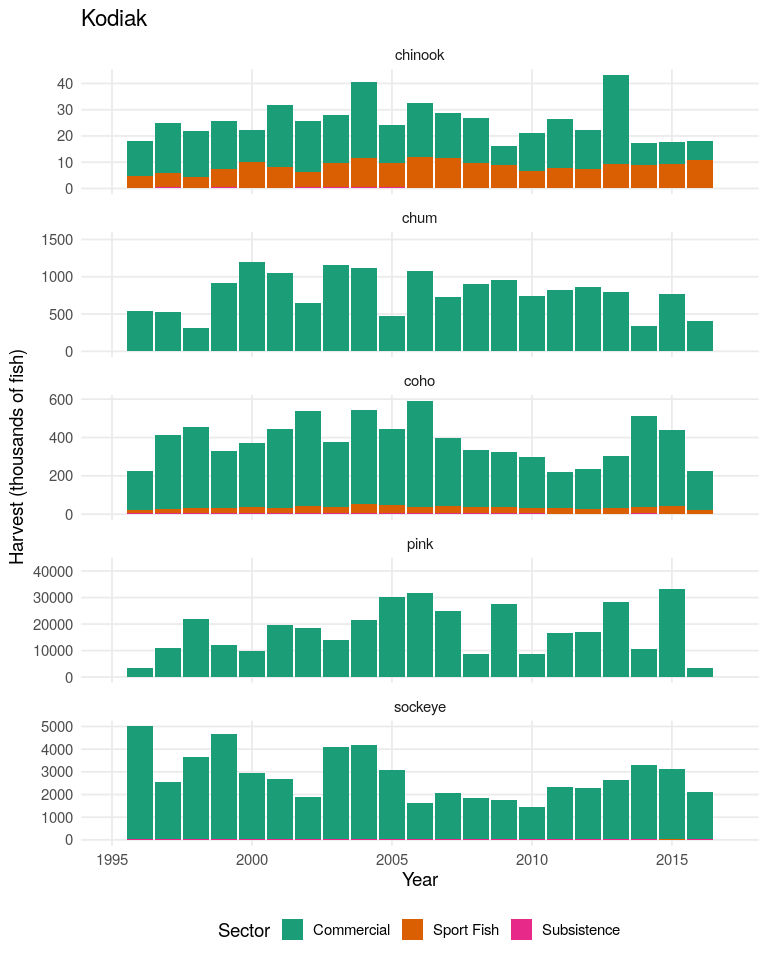 Kodiak
chinook
40
30
20
10
0
chum
1500
1000
500
0
coho
600
400
200
0
pink
40000
30000
20000
10000
0
sockeye
5000
4000
3000
2000
1000
0
1995 2000 2005 2010 2015
Year
Harvest (thousands of fish)
Sector Commercial Sport Fish Subsistence